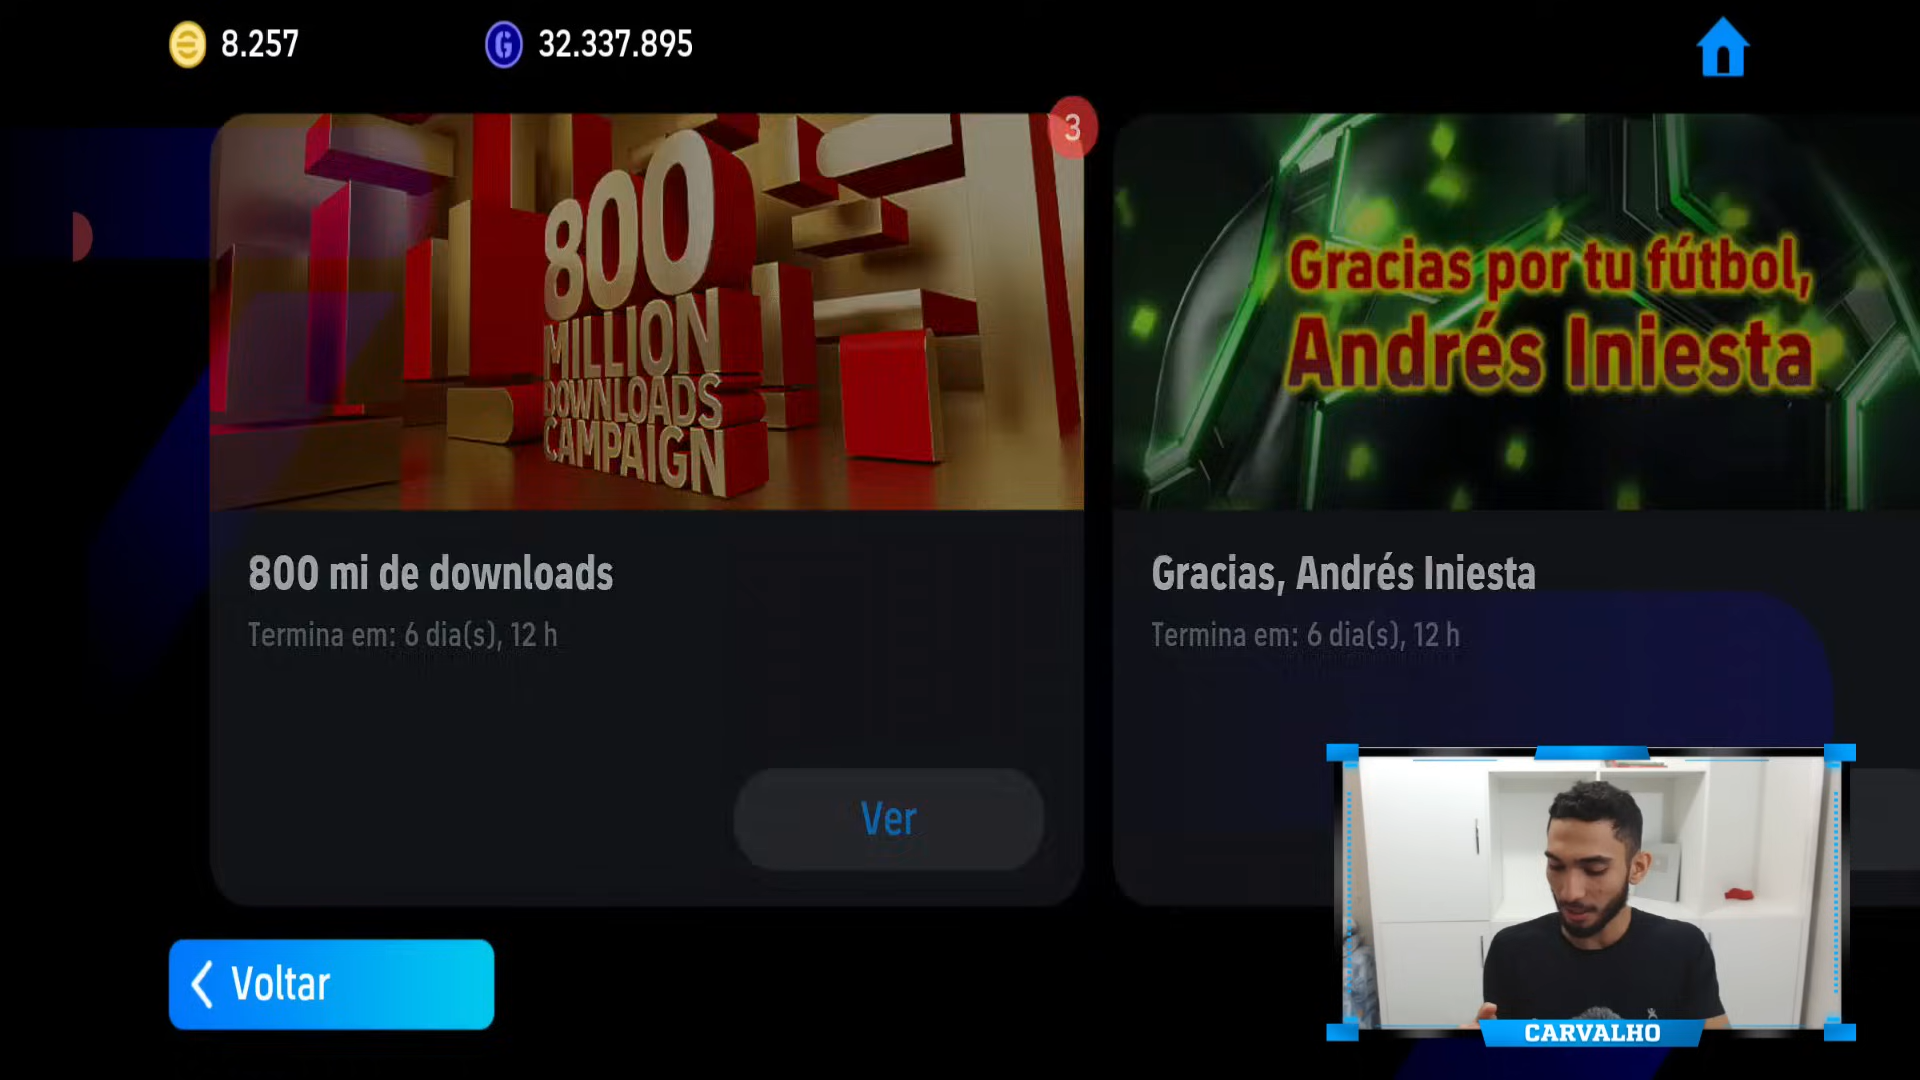 8.257
32.337.895
3
800
MILLION
DOWNLOADS
CAMPAIGN
Gracias por tu fútbol,
Andrés Iniesta
800 mi de downloads
Termina em: 6 dia(s), 12 h
Ver
Gracias, Andrés Iniesta
Termina em: 6 dia(s), 12 h
Voltar
CARVALHO